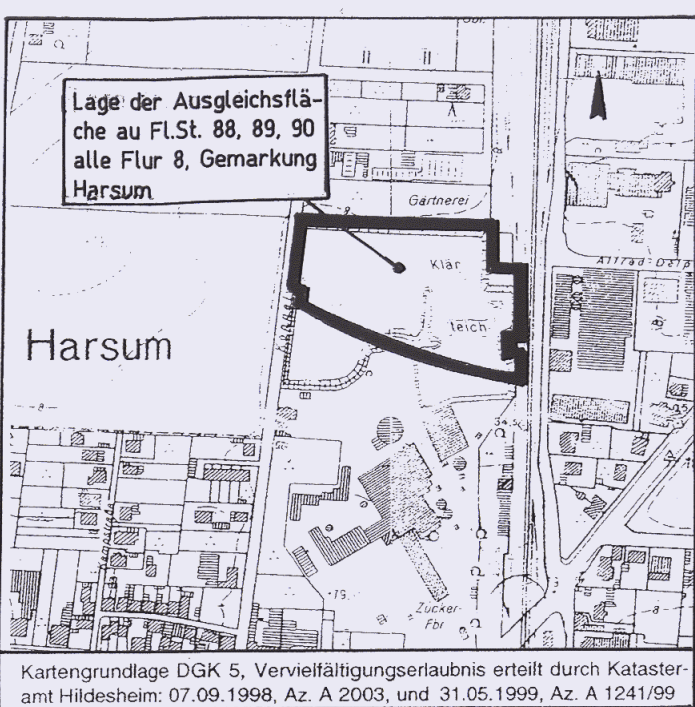 Lage der Ausgleichsflä-
che au Fl.St. 88, 89, 90
alle Flur 8, Gemarkung
Harsum
Gärtnerei
Klär
teich
Harsum
Zucker-
Fbr
Kartengrundlage DGK 5, Vervielfältigungserlaubnis erteilt durch Kataster-
amt Hildesheim: 07.09.1998, Az. A 2003, und 31.05.1999, Az. A 1241/99